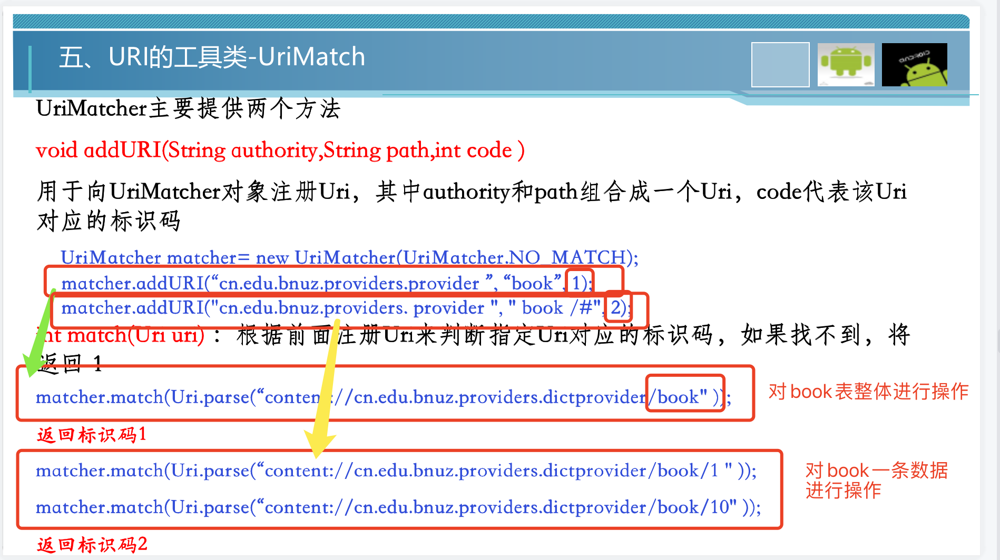 五、URI的工具类-UriMatch
ANDROID
UriMatcher主要提供两个方法
void addURI(String authority,String path,int code )
用于向UriMatcher对象注册Uri，其中authority和path组合成一个Uri，code代表该Uri
对应的标识码
UriMatcher matcher= new UriMatcher(UriMatcher.NO_MATCH);
matcher.addURI(“cn.edu.bnuz.providers.provider ”, “book”, 1);
matcher.addURI("cn.edu.bnuz.providers. provider ", " book /#", 2);
int match(Uri uri) ：根据前面注册Uri来判断指定Uri对应的标识码，如果找不到，将
返回 1
matcher.match(Uri.parse(“content://cn.edu.bnuz.providers.dictprovider/book" ));
对book表整体进行操作
返回标识码1
matcher.match(Uri.parse(“content://cn.edu.bnuz.providers.dictprovider/book/1 " ));
matcher.match(Uri.parse(“content://cn.edu.bnuz.providers.dictprovider/book/10" ));
对book一条数据
进行操作
返回标识码2